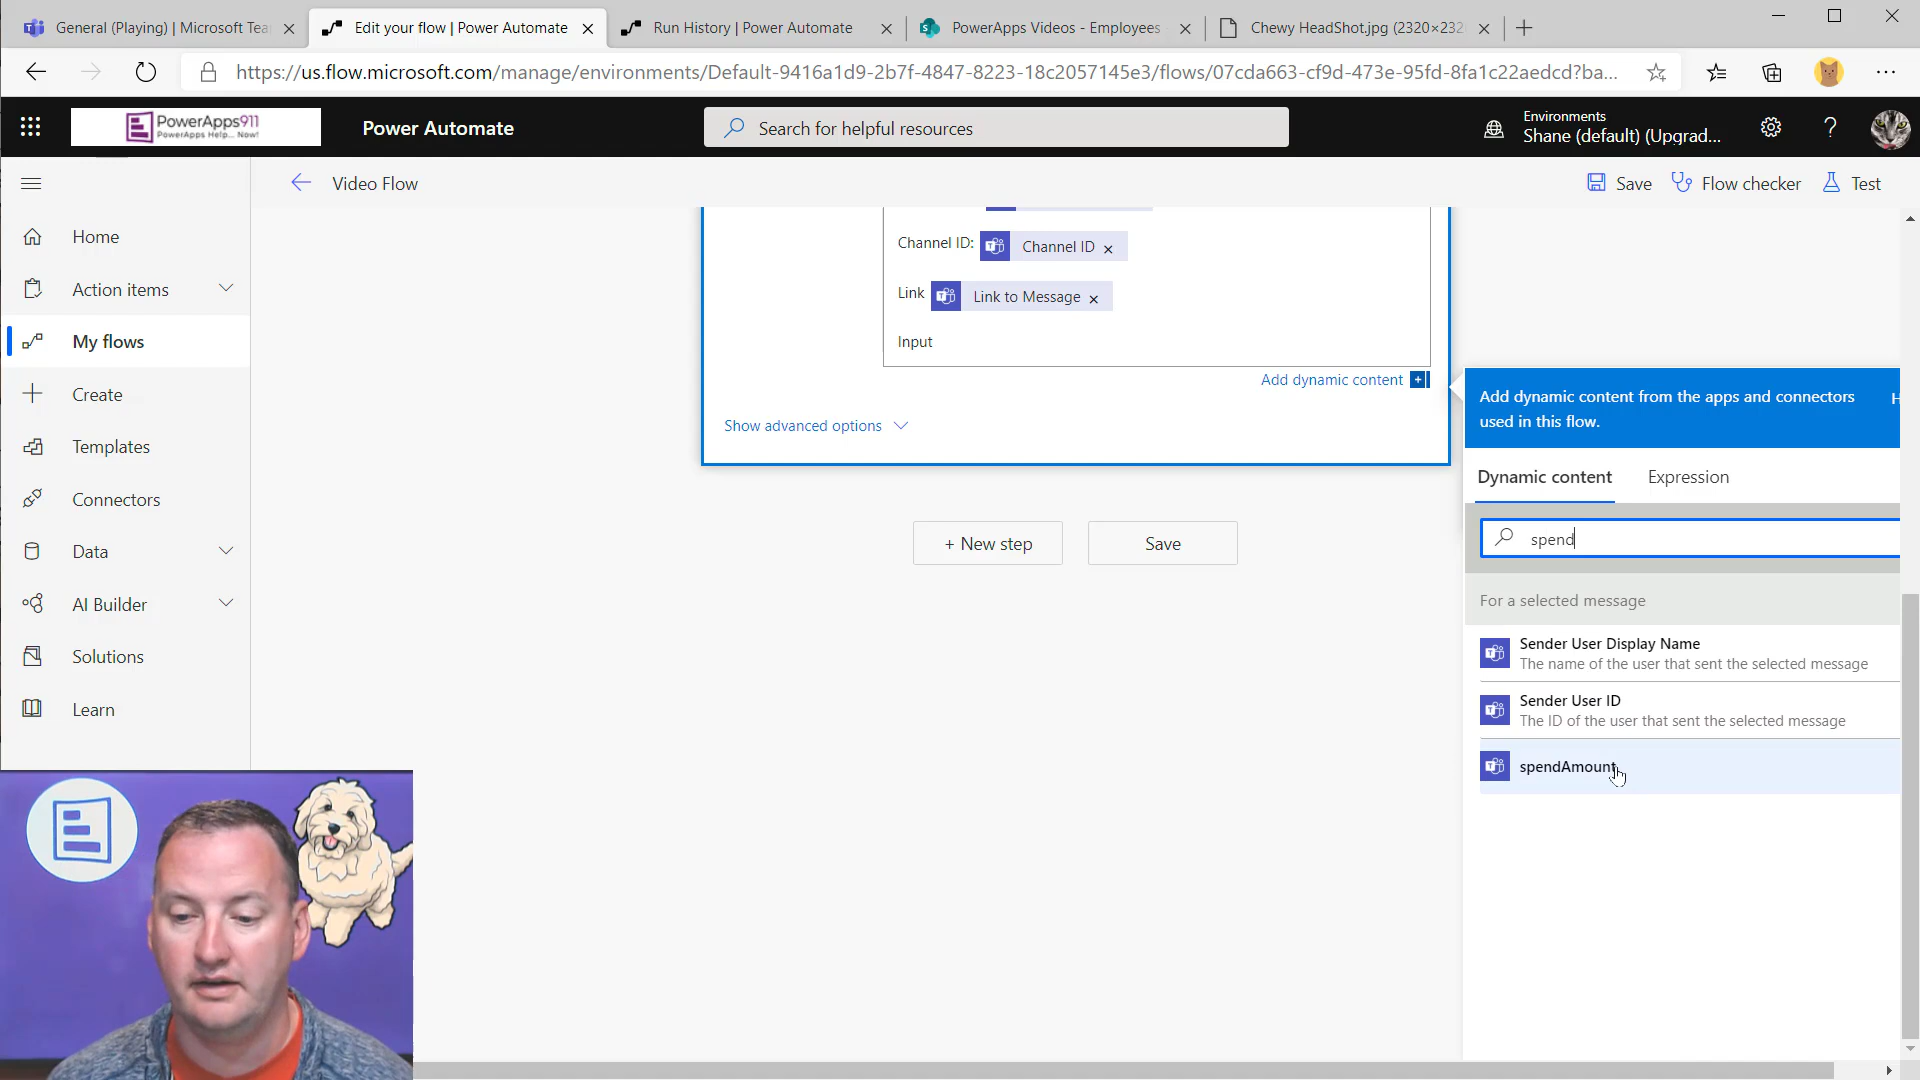 General (Playing) | Microsoft Tea
Edit your flow | Power Automate
Run History | Power Automate
PowerApps Videos - Employees
Chewy HeadShot.jpg (2320×232
https://us.flow.microsoft.com/manage/environments/Default-9416a1d9-2b7f-4847-8223-18c2057145e3/flows/07cda663-cf9d-473e-95fd-8fa1c22aedcd?ba...
PowerApps911
PowerApps Help... Now!
Power Automate
Search for helpful resources
Environments
Shane (default) (Upgrad...
Video Flow
Save
Flow checker
Test
Home
Action items
My flows
Create
Templates
Connectors
Data
AI Builder
Solutions
Learn
Channel ID: Channel ID
Link Link to Message
Input
Add dynamic content
Show advanced options
+ New step
Save
Add dynamic content from the apps and connectors
used in this flow.
H
Dynamic content
Expression
spend
For a selected message
Sender User Display Name
The name of the user that sent the selected message
Sender User ID
The ID of the user that sent the selected message
spendAmount